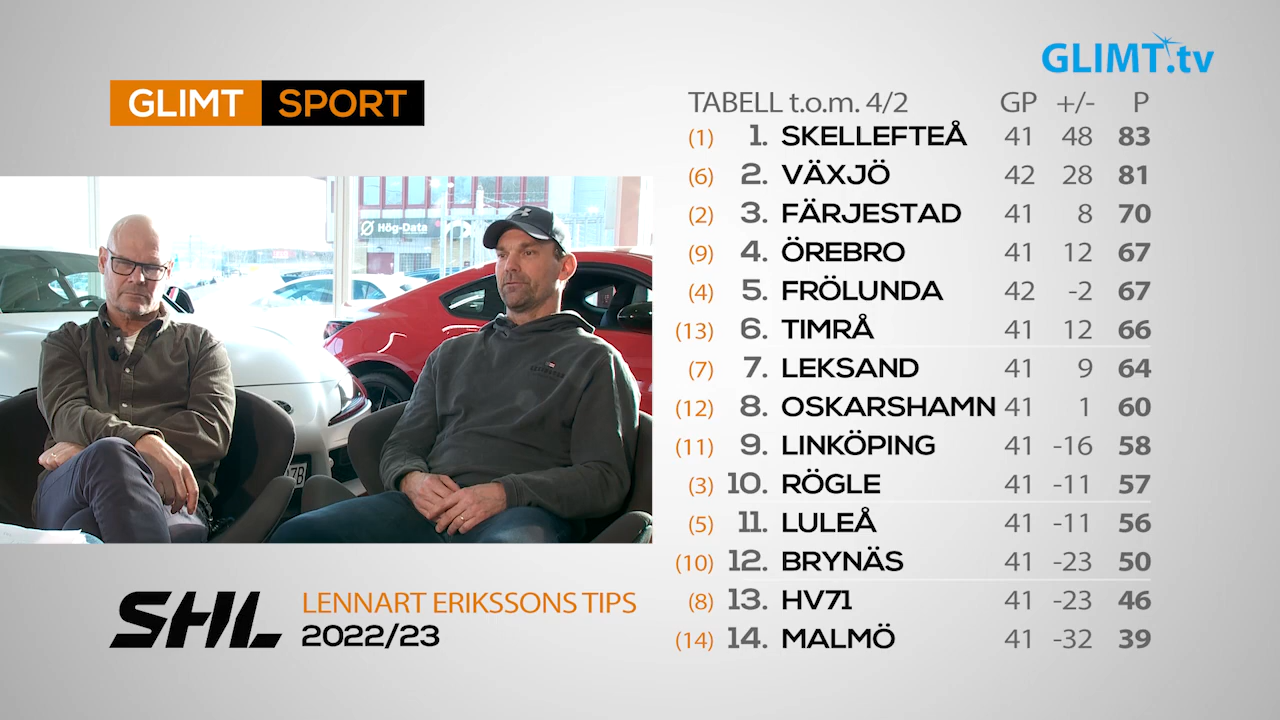 GLIMT.tv
GLIMT SPORT
TABELL t.o.m. 4/2 GP +/- P
(1) 1. SKELLEFTEÅ 41 48 83
(6) 2. VÄXJÖ 42 28 81
(2) 3. FÄRJESTAD 41 8 70
(9) 4. ÖREBRO 41 12 67
(4) 5. FRÖLUNDA 42 -2 67
(13) 6. TIMRÅ 41 12 66
(7) 7. LEKSAND 41 9 64
(12) 8. OSKARSHAMN 41 1 60
(11) 9. LINKÖPING 41 -16 58
(3) 10. RÖGLE 41 -11 57
(5) 11. LULEÅ 41 -11 56
(10) 12. BRYNÄS 41 -23 50
(8) 13. HV71 41 -23 46
(14) 14. MALMÖ 41 -32 39
Hög-Data
7B
SHL
LENNART ERIKSSONS TIPS
2022/23